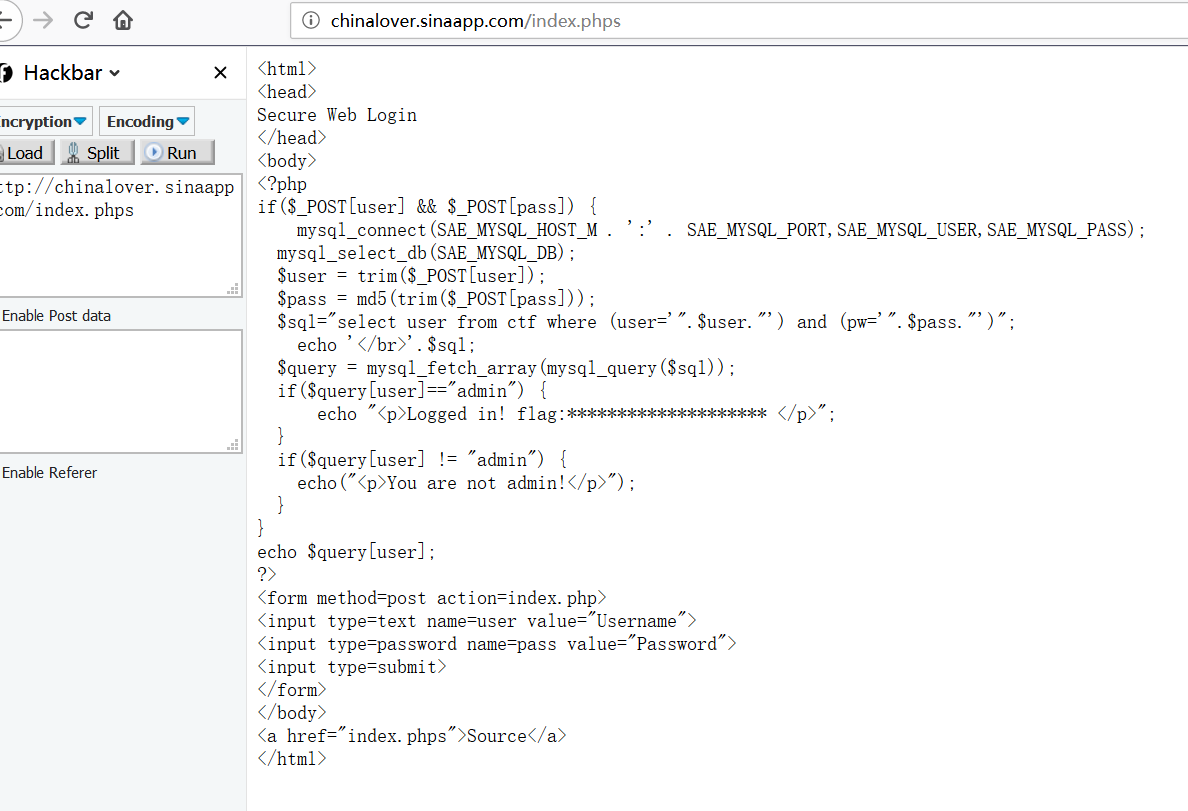 chinalover.sinaapp.com/index.phps
Hackbar
ncryption
Encoding
Load
Split
Run
ttp://chinalover.sinaapp
com/index.phps
Enable Post data
Enable Referer
<html>
<head>
Secure Web Login
</head>
<body>
<?php
if($_POST[user] && $_POST[pass]) {
    mysql_connect(SAE_MYSQL_HOST_M . ':' . SAE_MYSQL_PORT,SAE_MYSQL_USER,SAE_MYSQL_PASS);
  mysql_select_db(SAE_MYSQL_DB);
  $user = trim($_POST[user]);
  $pass = md5(trim($_POST[pass]));
  $sql="select user from ctf where (user='".$user."') and (pw='".$pass."')";
    echo '</br>'.$sql;
  $query = mysql_fetch_array(mysql_query($sql));
  if($query[user]=="admin") {
      echo "<p>Logged in! flag:******************** </p>";
  }
  if($query[user] != "admin") {
    echo("<p>You are not admin!</p>");
  }
}
echo $query[user];
?>
<form method=post action=index.php>
<input type=text name=user value="Username">
<input type=password name=pass value="Password">
<input type=submit>
</form>
</body>
<a href="index.phps">Source</a>
</html>